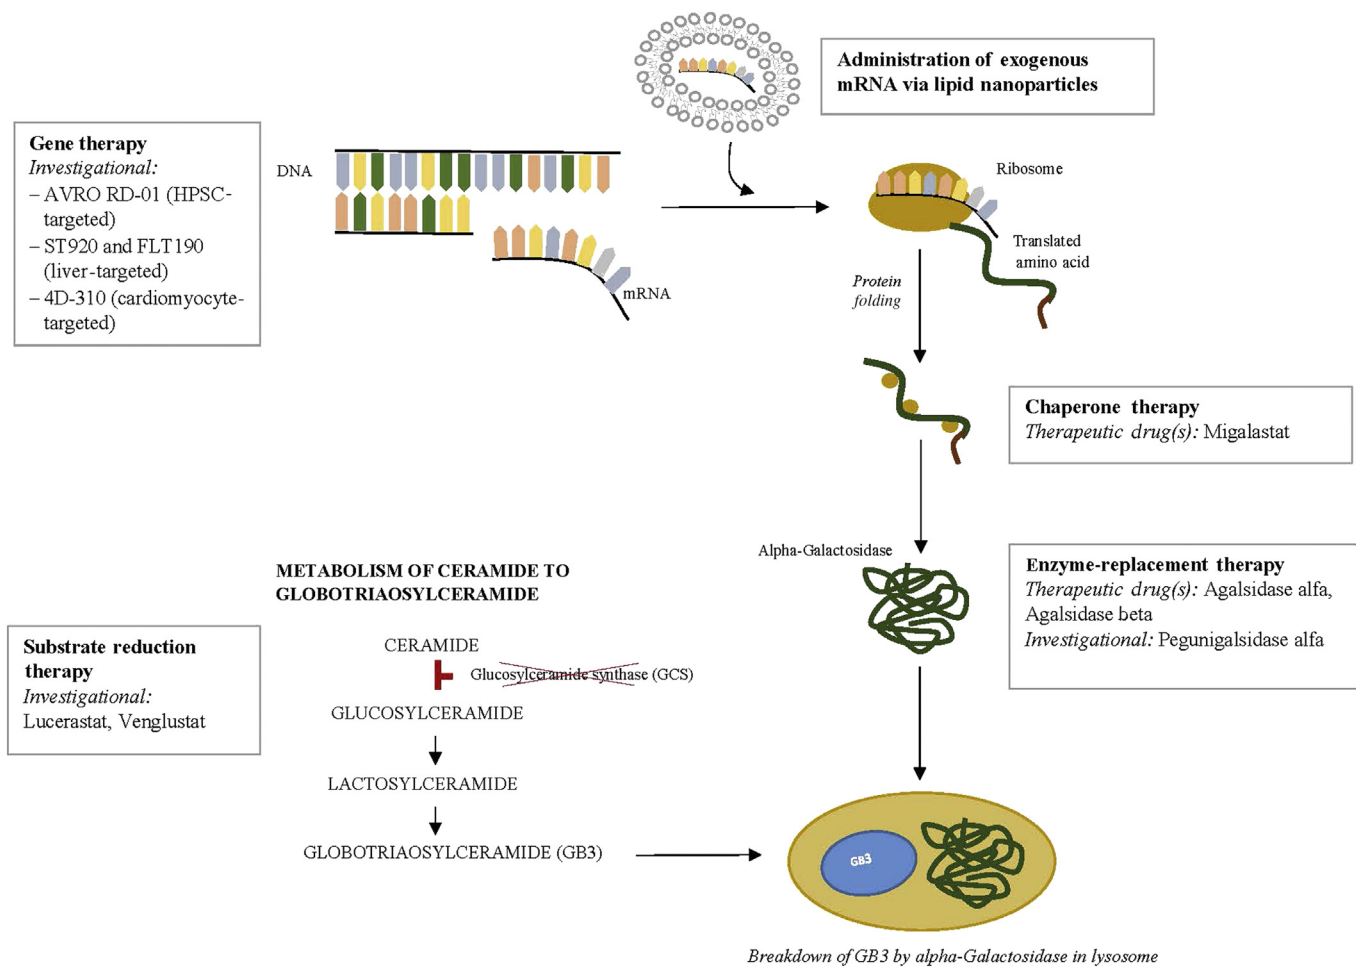 Administration of exogenous
mRNA via lipid nanoparticles
Gene therapy
Investigational:
– AVRO RD-01 (HPSC-
targeted)
– ST920 and FLT190
(liver-targeted)
– 4D-310 (cardiomyocyte-
targeted)
DNA
mRNA
Ribosome
Translated
amino acid
Protein
folding
Chaperone therapy
Therapeutic drug(s): Migalastat
Alpha-Galactosidase
Enzyme-replacement therapy
Therapeutic drug(s): Agalsidase alfa,
Agalsidase beta
Investigational: Pegunigalsidase alfa
METABOLISM OF CERAMIDE TO
GLOBOTRIAOSYLCERAMIDE
Substrate reduction
therapy
Investigational:
Lucerastat, Venglustat
CERAMIDE
Glucosylceramide synthase (GCS)
GLUCOSYLCERAMIDE
LACTOSYLCERAMIDE
GLOBOTRIAOSYLCERAMIDE (GB3)
GB3
Breakdown of GB3 by alpha-Galactosidase in lysosome